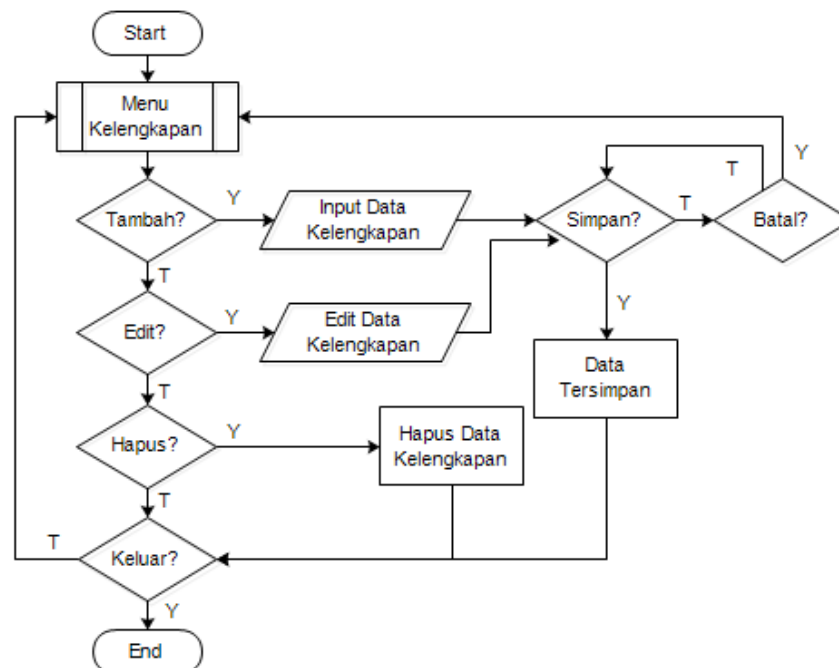 Start
Menu
Kelengkapan
Tambah?
Y
Input Data
Kelengkapan
Simpan?
T
Batal?
T
Y
T
Edit?
Y
Edit Data
Kelengkapan
Y
Data
Tersimpan
T
Hapus?
Y
Hapus Data
Kelengkapan
T
Keluar?
T
Y
End